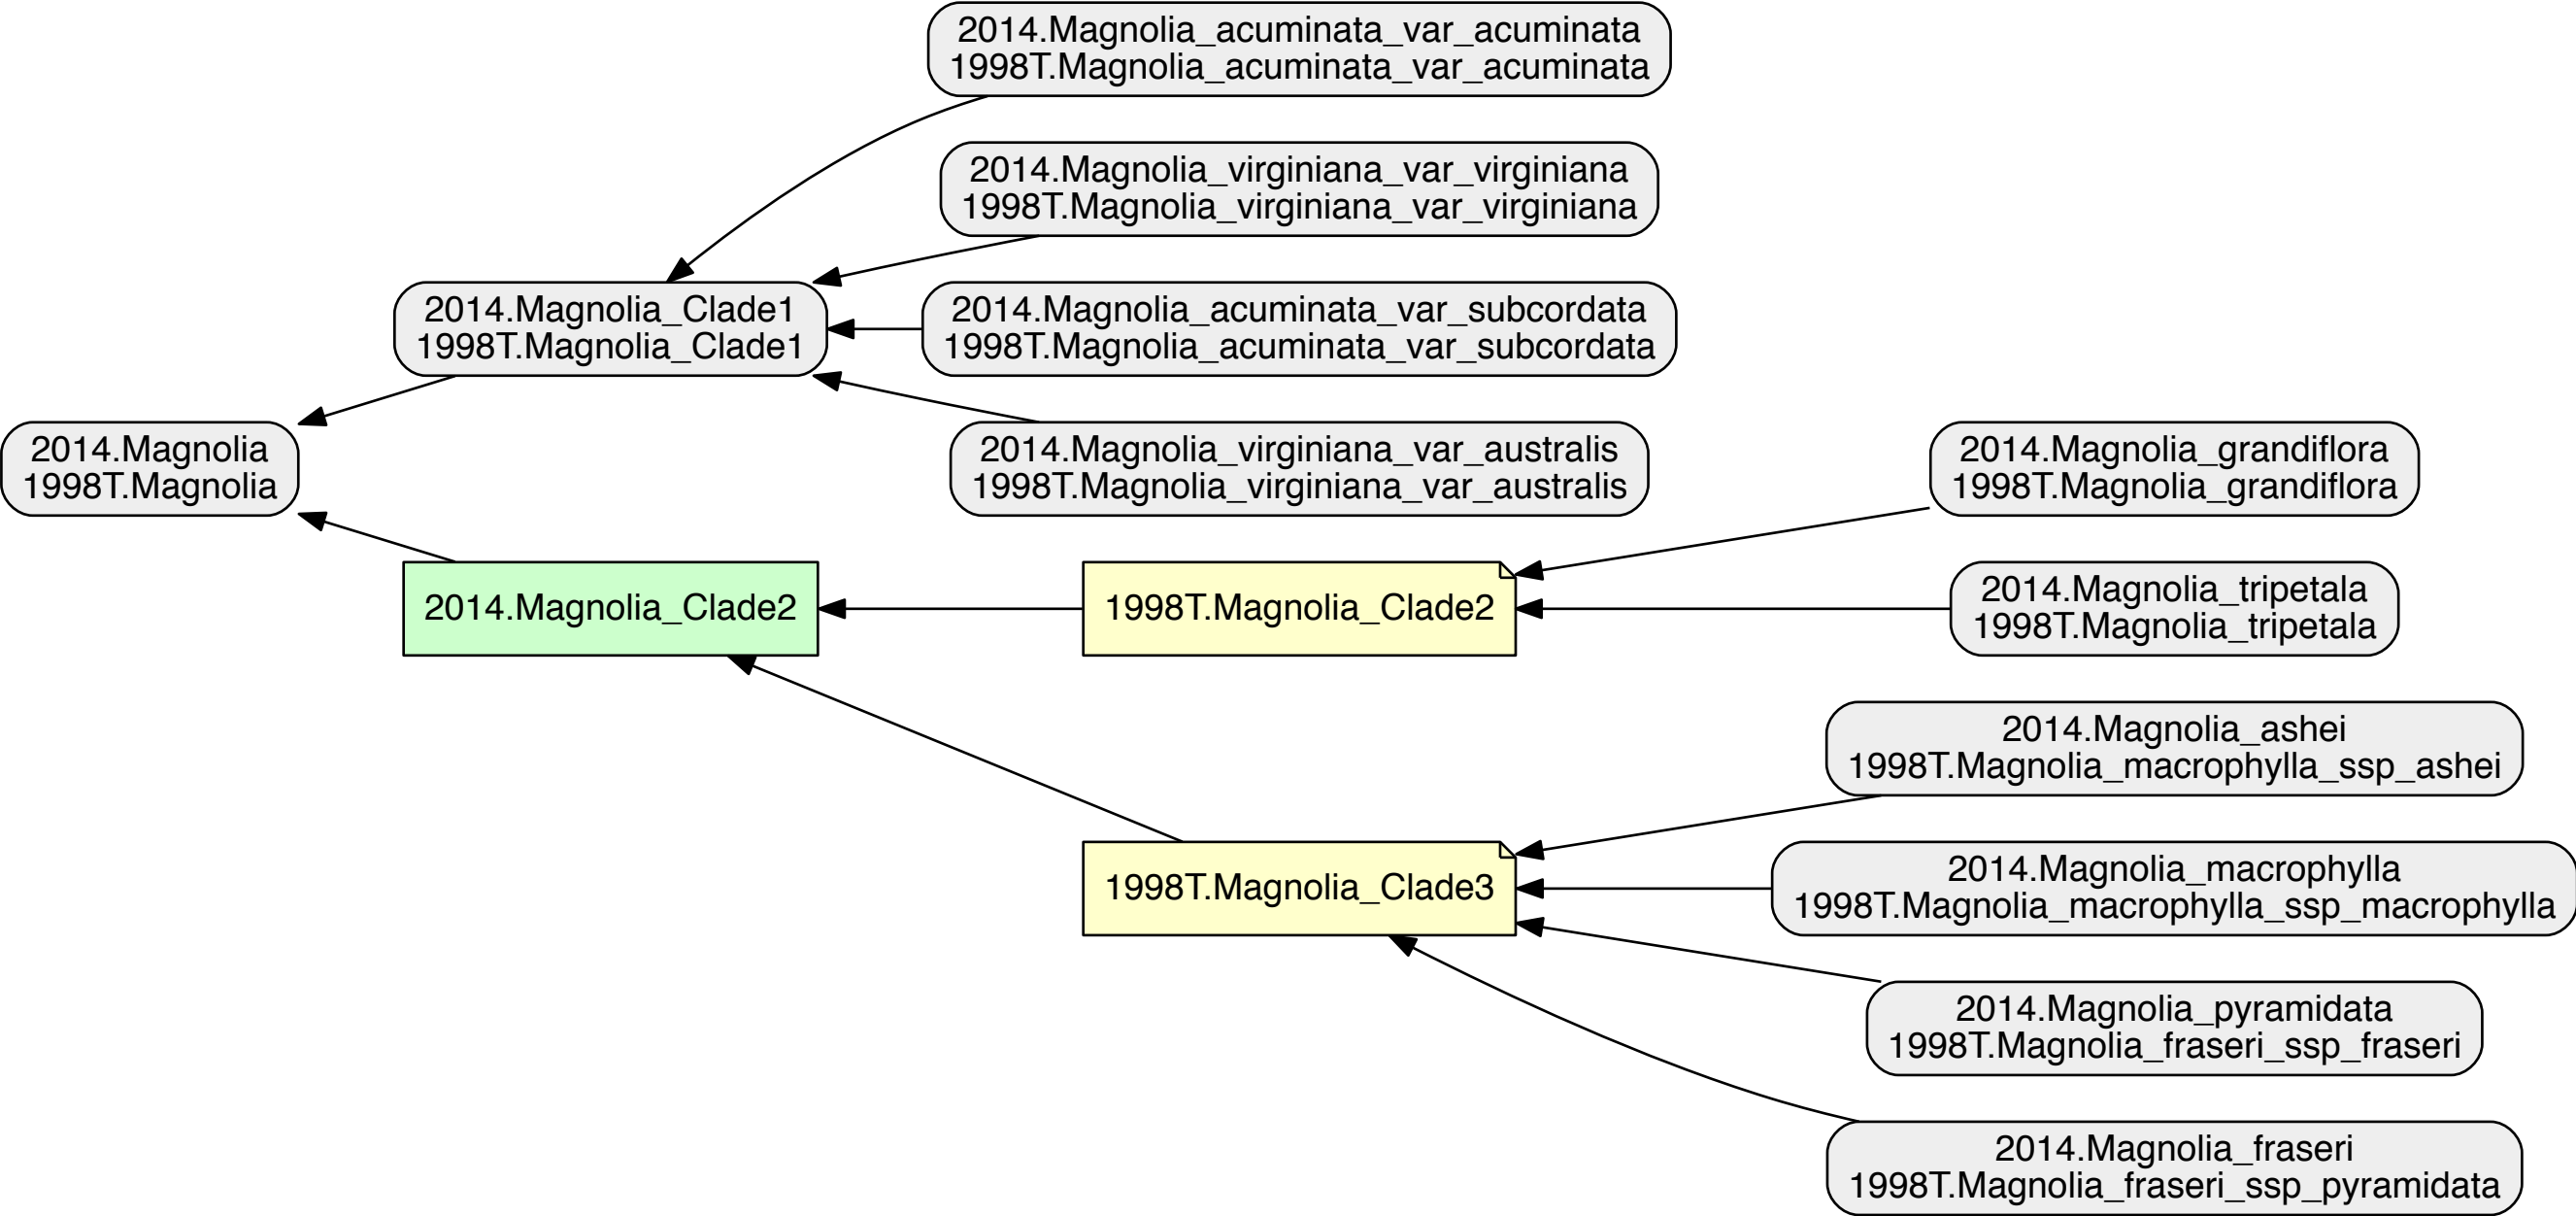 2014.Magnolia_acuminata_var_acuminata
1998T.Magnolia_acuminata_var_acuminata
2014.Magnolia_virginiana_var_virginiana
1998T.Magnolia_virginiana_var_virginiana
2014.Magnolia_Clade1
1998T.Magnolia_Clade1
2014.Magnolia_acuminata_var_subcordata
1998T.Magnolia_acuminata_var_subcordata
2014.Magnolia
1998T.Magnolia
2014.Magnolia_virginiana_var_australis
1998T.Magnolia_virginiana_var_australis
2014.Magnolia_grandiflora
1998T.Magnolia_grandiflora
2014.Magnolia_Clade2
1998T.Magnolia_Clade2
2014.Magnolia_tripetala
1998T.Magnolia_tripetala
2014.Magnolia_ashei
1998T.Magnolia_macrophylla_ssp_ashei
1998T.Magnolia_Clade3
2014.Magnolia_macrophylla
1998T.Magnolia_macrophylla_ssp_macrophylla
2014.Magnolia_pyramidata
1998T.Magnolia_fraseri_ssp_fraseri
2014.Magnolia_fraseri
1998T.Magnolia_fraseri_ssp_pyramidata